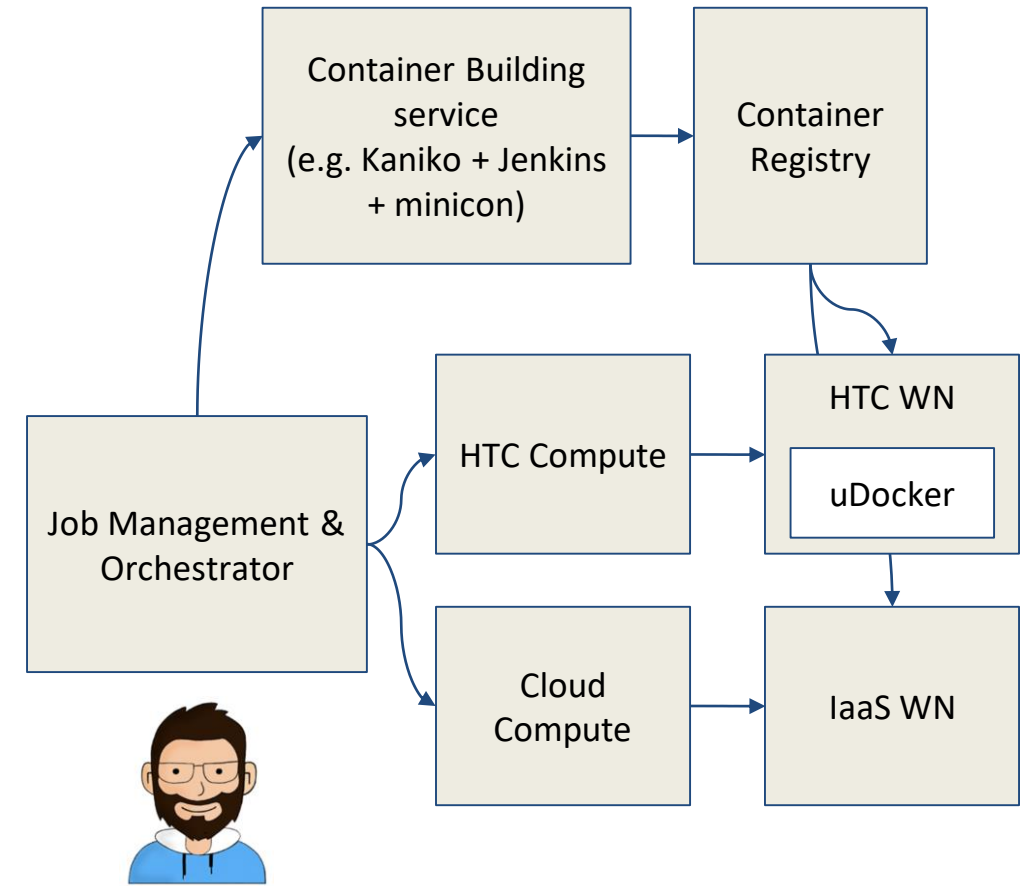 Container Building
service
(e.g. Kaniko + Jenkins
+ minicon)
Container
Registry
HTC WN
uDocker
HTC Compute
Job Management &
Orchestrator
Cloud
Compute
IaaS WN